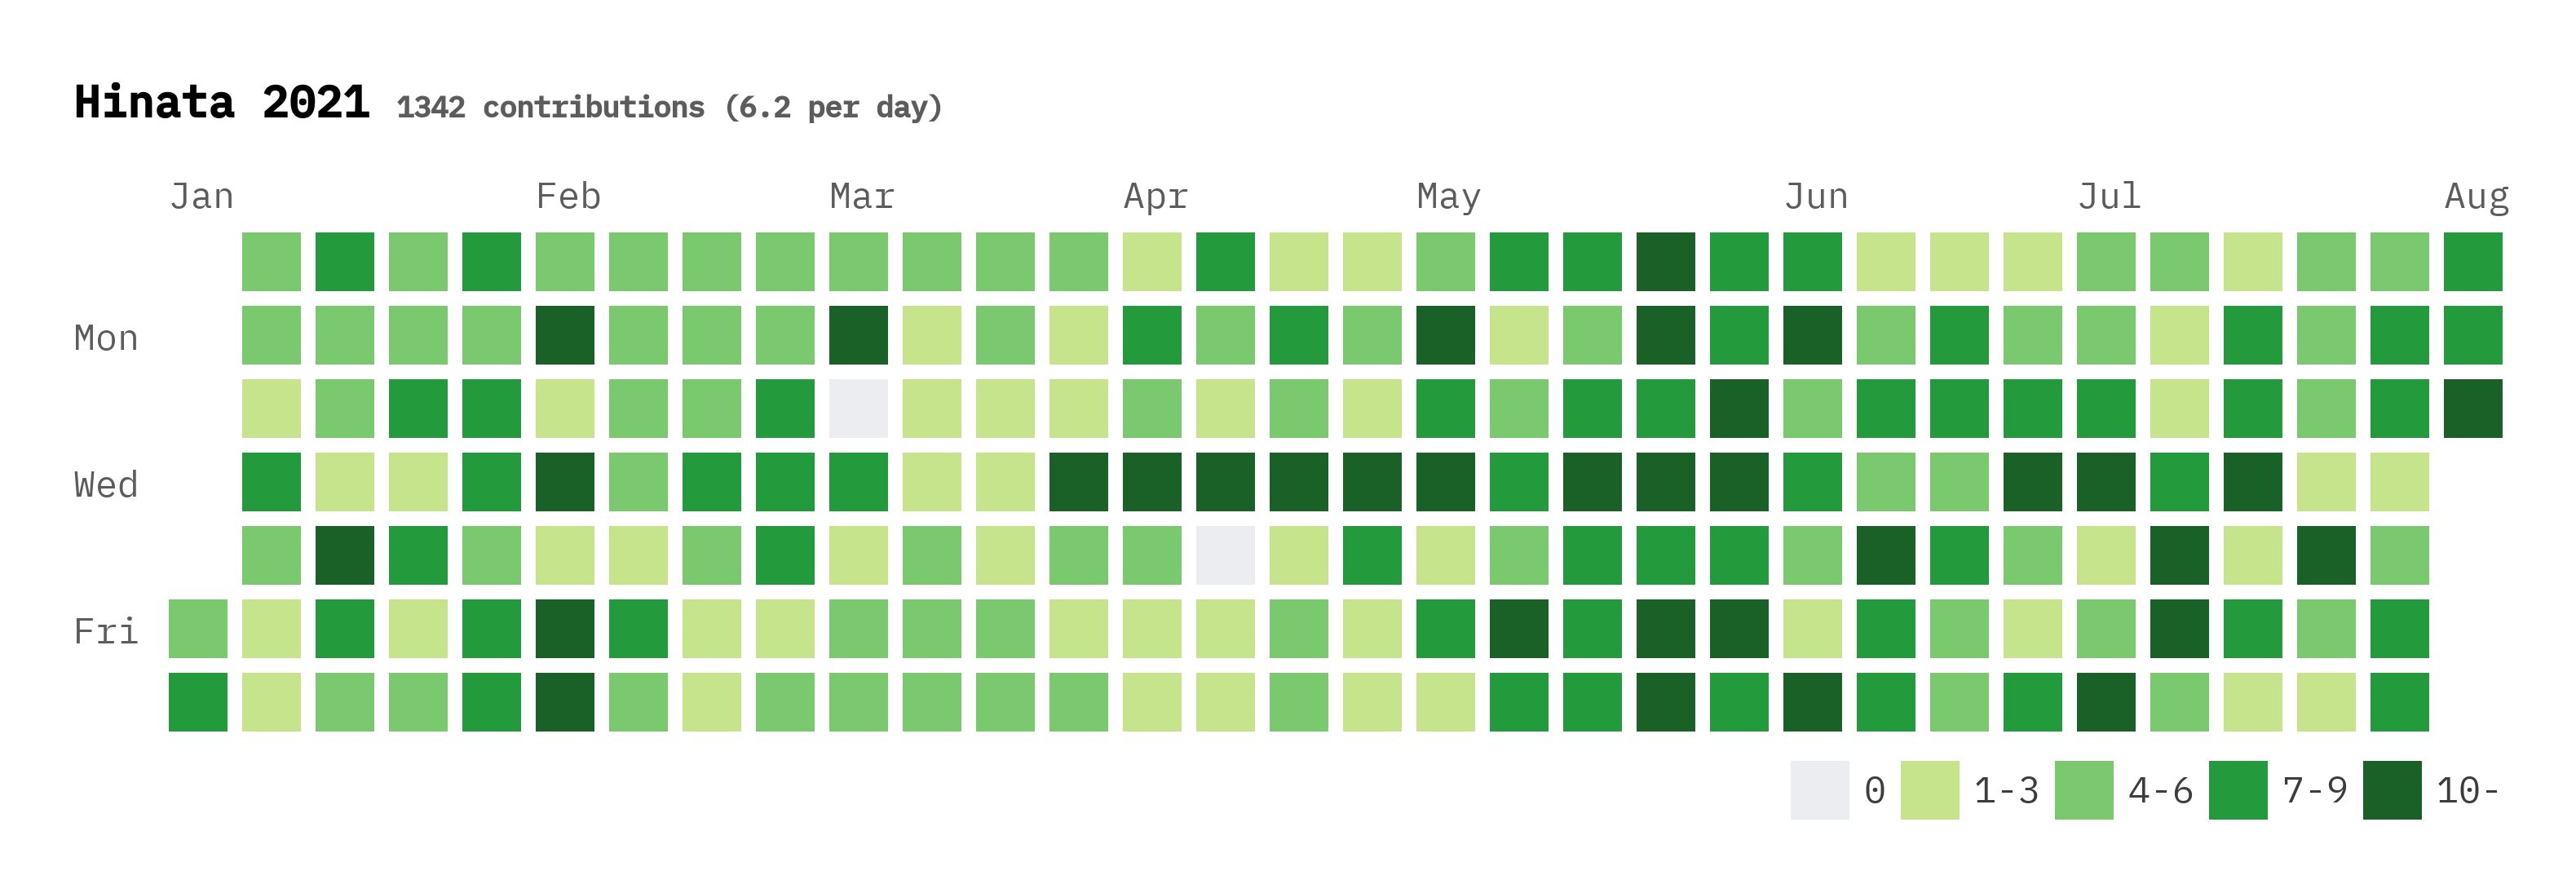 Hinata 2021 1342 contributions (6.2 per day)
Jan Feb Mar Apr May Jun Jul Aug
Mon
Wed
Fri
0 1-3 4-6 7-9 10-